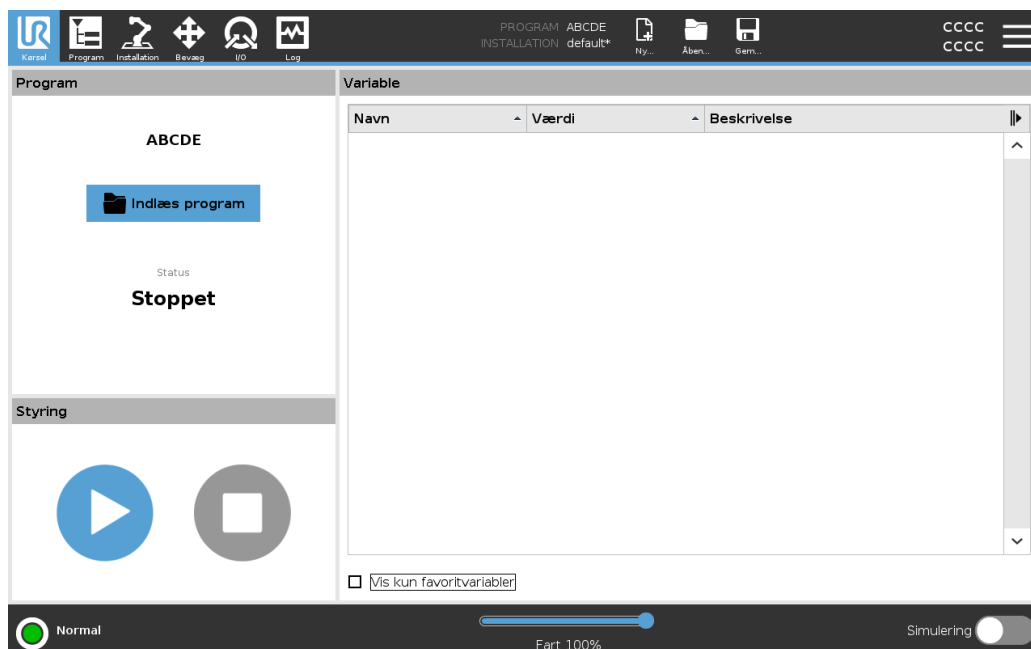 UR
Kørsel
Program
Installation
Bevæg
I/O
Log
PROGRAM ABCDE
INSTALLATION default*
Ny...
Åben...
Gem...
CCCC
CCCC
Program
ABCDE
Indlæs program
Status
Stoppet
Styring
Variable
Navn Værdi Beskrivelse
Vis kun favoritvariabler
Normal
Fart 100%
Simulering